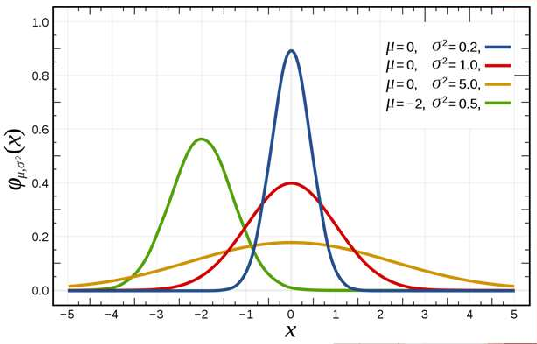 1.0
μ=0, σ²=0.2,
0.8
μ=0, σ²=1.0,
μ=0, σ²=5.0,
μ=−2, σ²=0.5,
0.6
φμ,σ²(x)
0.4
0.2
0.0
−5 −4 −3 −2 −1 0 1 2 3 4 5
x